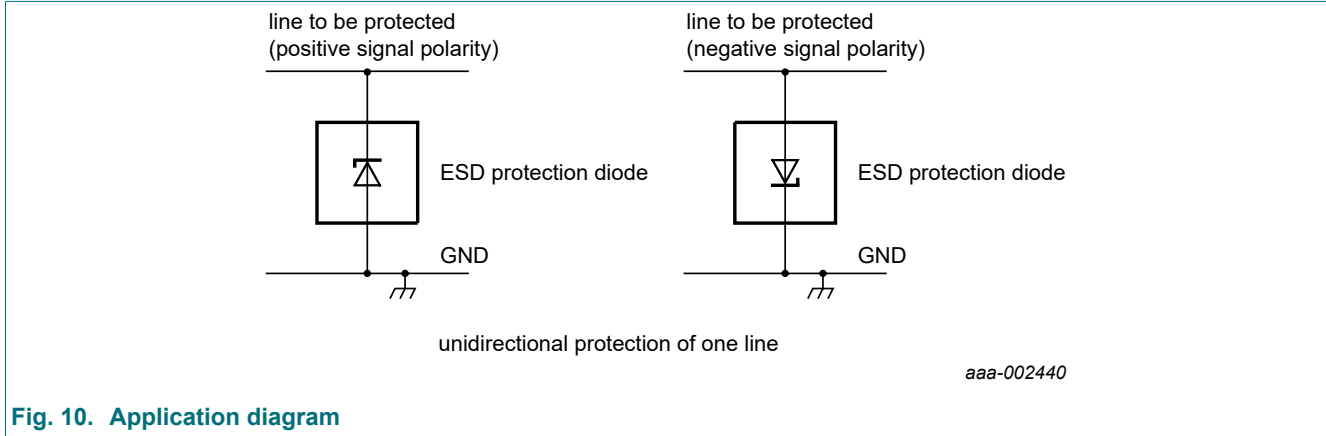 line to be protected
(positive signal polarity)
line to be protected
(negative signal polarity)
ESD protection diode
ESD protection diode
GND
GND
unidirectional protection of one line
aaa-002440
Fig. 10. Application diagram